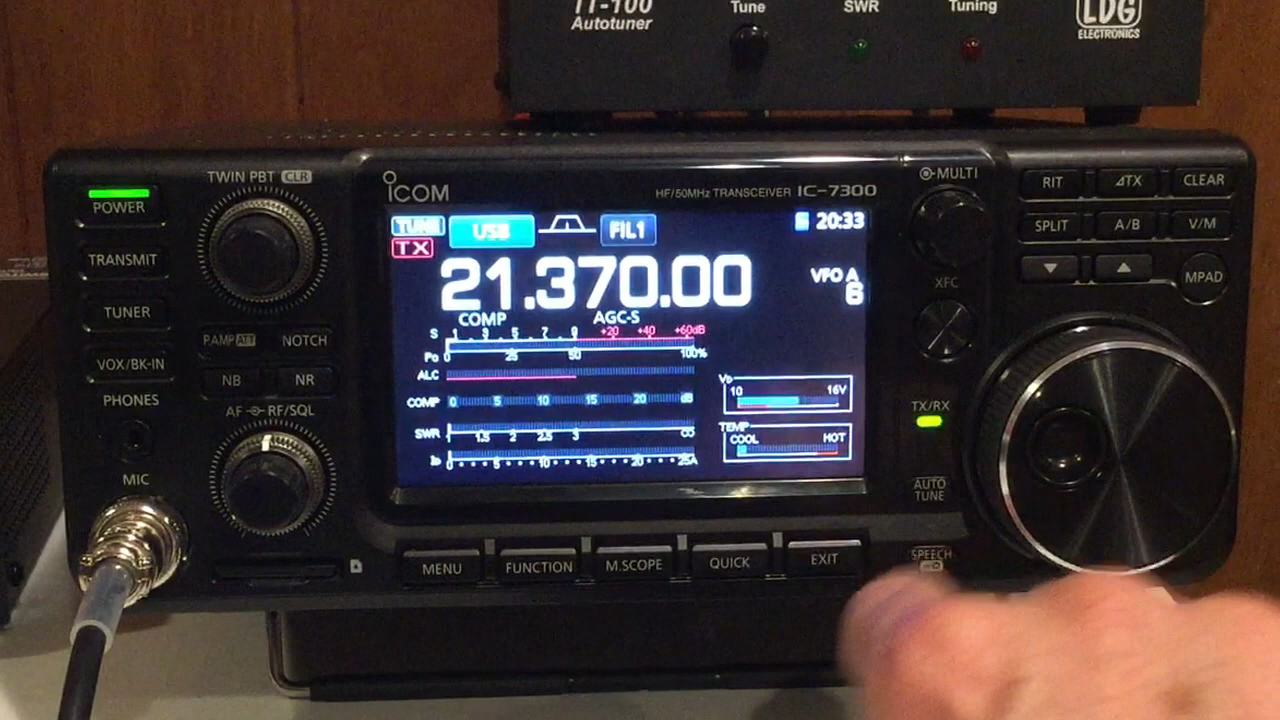 IT-100
Autotuner
Tune
SWR
Tuning
LDG
ELECTRONICS
ICOM
HF/50MHz TRANSCEIVER IC-7300
TWIN PBT CLR
POWER
TRANSMIT
TUNER
VOX/BK-IN
P.AMP ATT
NOTCH
NB
NR
PHONES
AF RF/SQL
MIC
TUNE
USB
FIL1
20:33
TX
21.370.00
VFO A
6
COMP
AGC-S
S 1 3 5 7 9 +20 +40 +60dB
Po 0 25 50 100%
ALC
COMP 0 5 10 15 20 dB
SWR 1 1.5 2 2.5 3 ∞
ID 0 5 10 15 20 25A
VD
10 16V
TEMP
COOL HOT
MENU
FUNCTION
M.SCOPE
QUICK
EXIT
MULTI
XFC
TX/RX
AUTO
TUNE
SPEECH
RIT
ΔTX
CLEAR
SPLIT
A/B
V/M
▼
▲
MPAD